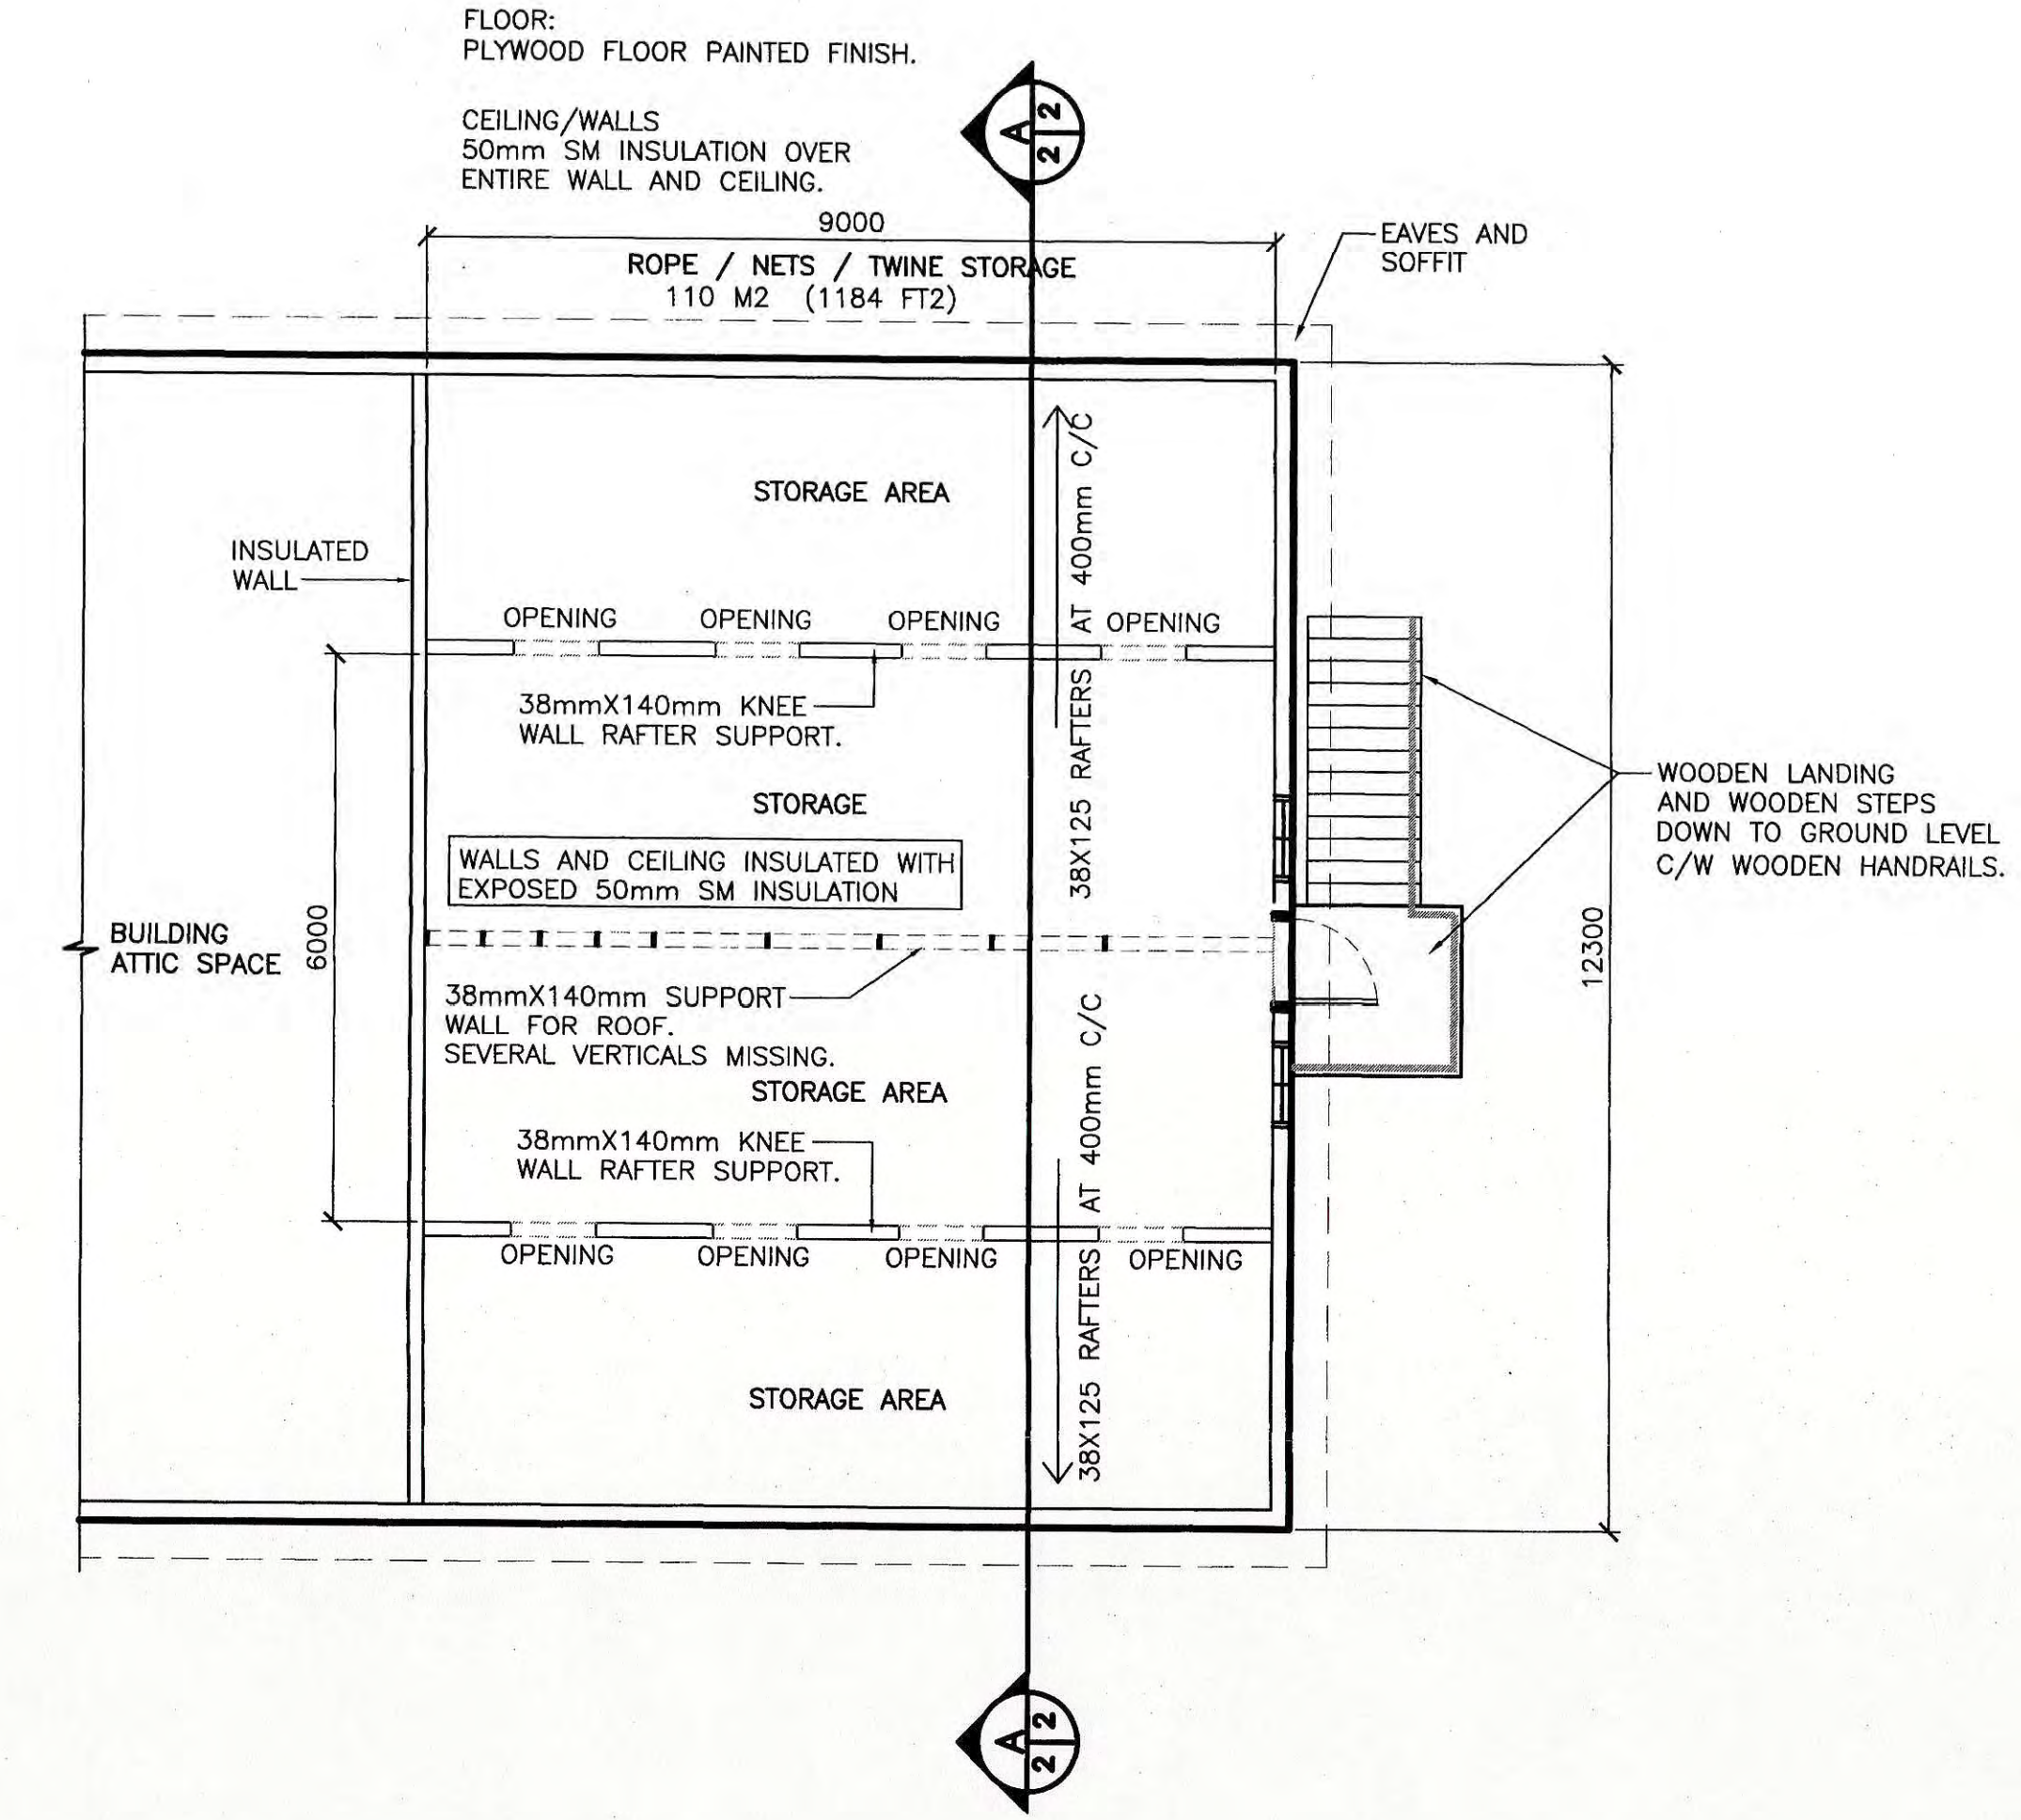 FLOOR:
PLYWOOD FLOOR PAINTED FINISH.
CEILING/WALLS
50mm SM INSULATION OVER
ENTIRE WALL AND CEILING.
A
2
2
9000
ROPE / NETS / TWINE STORAGE
110 M2 (1184 FT2)
EAVES AND
SOFFIT
STORAGE AREA
38X125 RAFTERS AT 400mm C/C
INSULATED
WALL
OPENING
OPENING
OPENING
OPENING
38mmX140mm KNEE
WALL RAFTER SUPPORT.
STORAGE
WALLS AND CEILING INSULATED WITH
EXPOSED 50mm SM INSULATION
WOODEN LANDING
AND WOODEN STEPS
DOWN TO GROUND LEVEL
C/W WOODEN HANDRAILS.
BUILDING
ATTIC SPACE
6000
12300
38mmX140mm SUPPORT
WALL FOR ROOF.
SEVERAL VERTICALS MISSING.
STORAGE AREA
38mmX140mm KNEE
WALL RAFTER SUPPORT.
38X125 RAFTERS AT 400mm C/C
OPENING
OPENING
OPENING
OPENING
STORAGE AREA
A
2
2